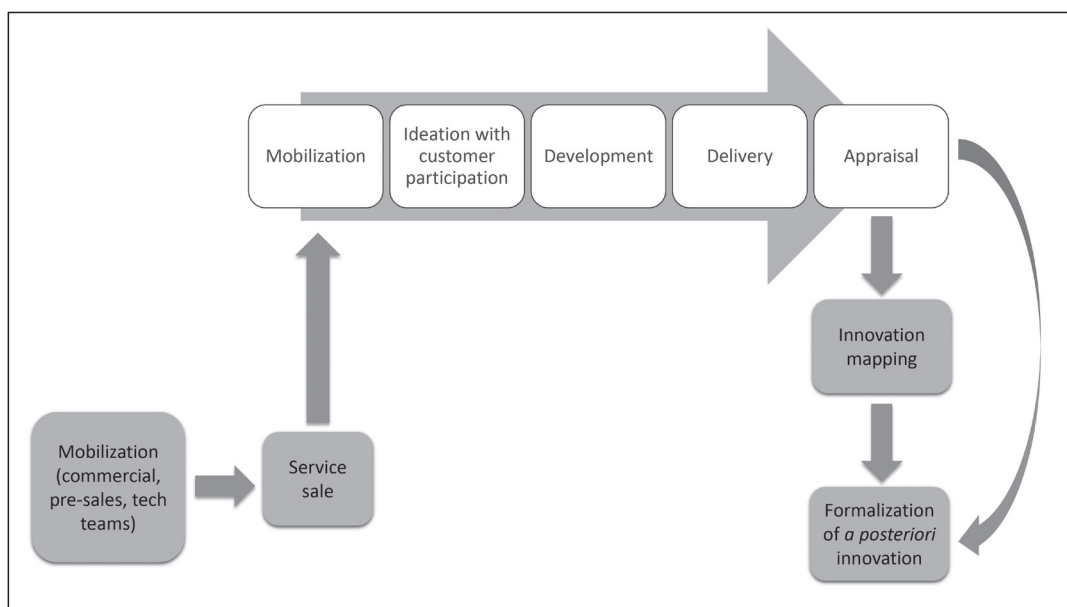 Mobilization
Ideation with
customer
participation
Development
Delivery
Appraisal
Innovation
mapping
Mobilization
(commercial,
pre-sales, tech
teams)
Service
sale
Formalization
of a posteriori
innovation